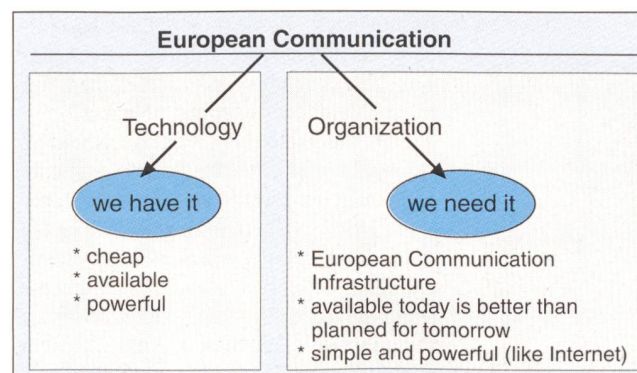 European Communication
Technology
we have it
* cheap
* available
* powerful
Organization
we need it
* European Communication
Infrastructure
* available today is better than
planned for tomorrow
* simple and powerful (like Internet)